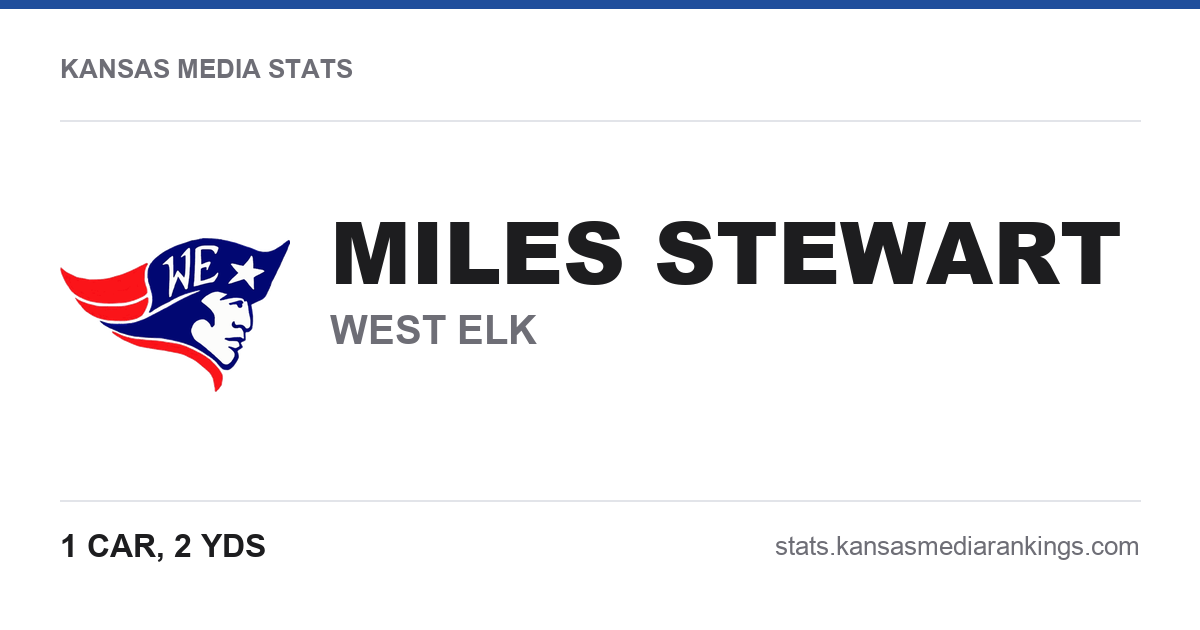 KANSAS MEDIA STATS
WE
MILES STEWART
WEST ELK
1 CAR, 2 YDS
stats.kansasmediarankings.com